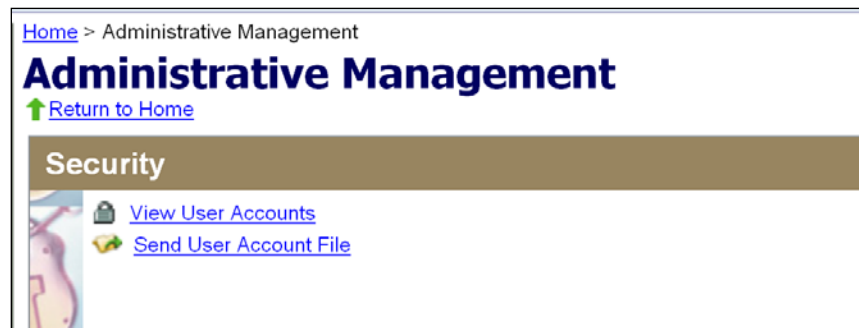 Home > Administrative Management
Administrative Management
Return to Home
Security
View User Accounts
Send User Account File